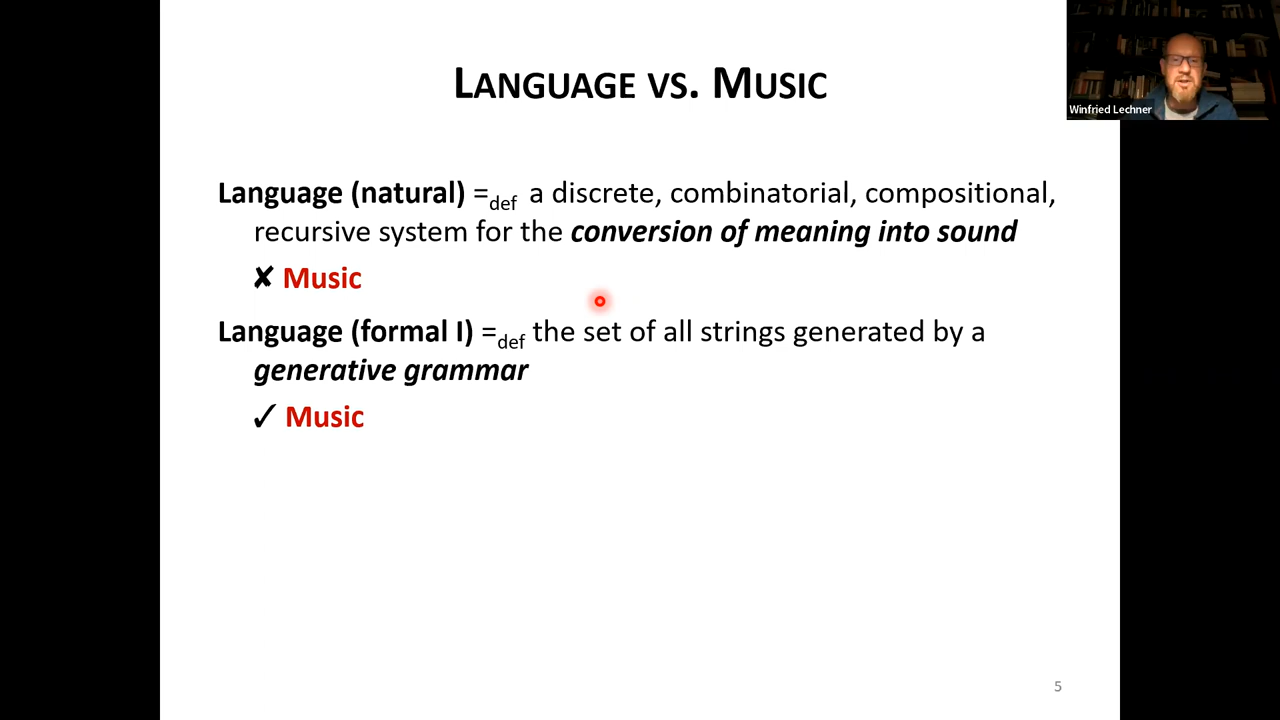 LANGUAGE VS. MUSIC
Winfried Lechner
Language (natural) =def a discrete, combinatorial, compositional,
recursive system for the conversion of meaning into sound
✘ Music
Language (formal I) =def the set of all strings generated by a
generative grammar
✓ Music
5